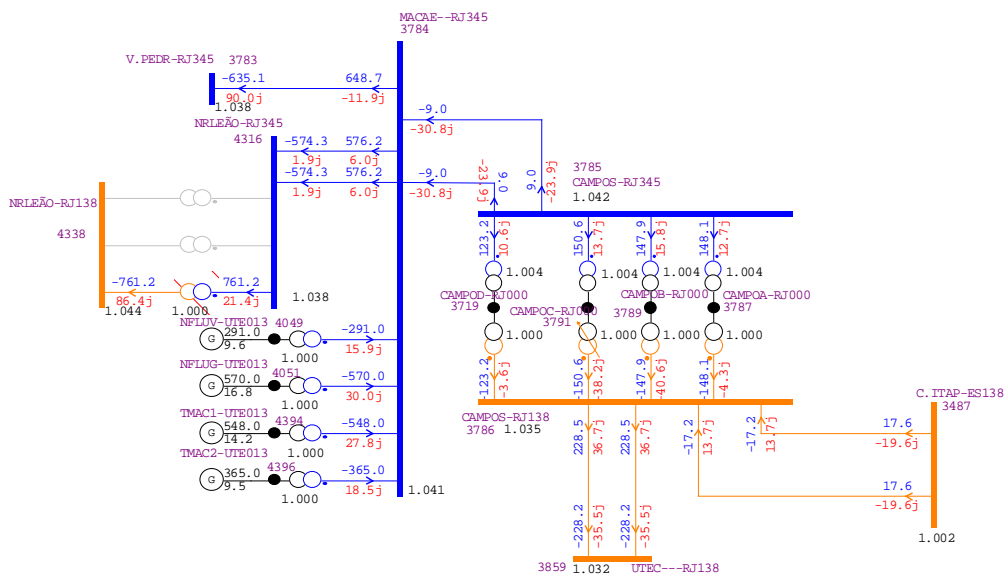 MACAE--RJ345
3784
V.PEDR-RJ345 3783
-635.1 648.7
90.0j -11.9j
1.038
-9.0
-30.8j
NRLEÃO-RJ345
4316
-574.3 576.2
1.9j 6.0j
-574.3 576.2
1.9j 6.0j
-9.0
-30.8j
-23.9j
9.0
9.0
-23.9j
3785
CAMPOS-RJ345
1.042
NRLEÃO-RJ138
4338
-761.2 761.2
86.4j 21.4j
1.044 1.000 1.038
123.2
10.9j
150.6
13.7j
147.9
15.8j
148.1
12.7j
1.004
1.004
1.004
1.004
CAMPOD-RJ000
3719
CAMPOC-RJ000
3791
CAMPOB-RJ000
3789
CAMPOA-RJ000
3787
1.000
1.000
1.000
1.000
-123.2
-3.6j
-150.6
-38.2j
-147.9
-40.6j
-148.1
-4.3j
NFLUV-UTE013 4049
G 291.0 -291.0
9.6 1.000 15.9j
NFLUG-UTE013 4051
G 570.0 -570.0
16.8 1.000 30.0j
TMAC1-UTE013 4394
G 548.0 -548.0
14.2 1.000 27.8j
TMAC2-UTE013 4396
G 365.0 -365.0
9.5 1.000 18.5j
1.041
CAMPOS-RJ138
3786 1.035
C.ITAP-ES138
3487
228.5
36.7j
228.5
36.7j
-17.2
13.7j
-17.2
13.7j
17.6
-19.6j
17.6
-19.6j
1.002
-228.2
-35.5j
-228.2
-35.5j
3859 1.032 UTEC---RJ138